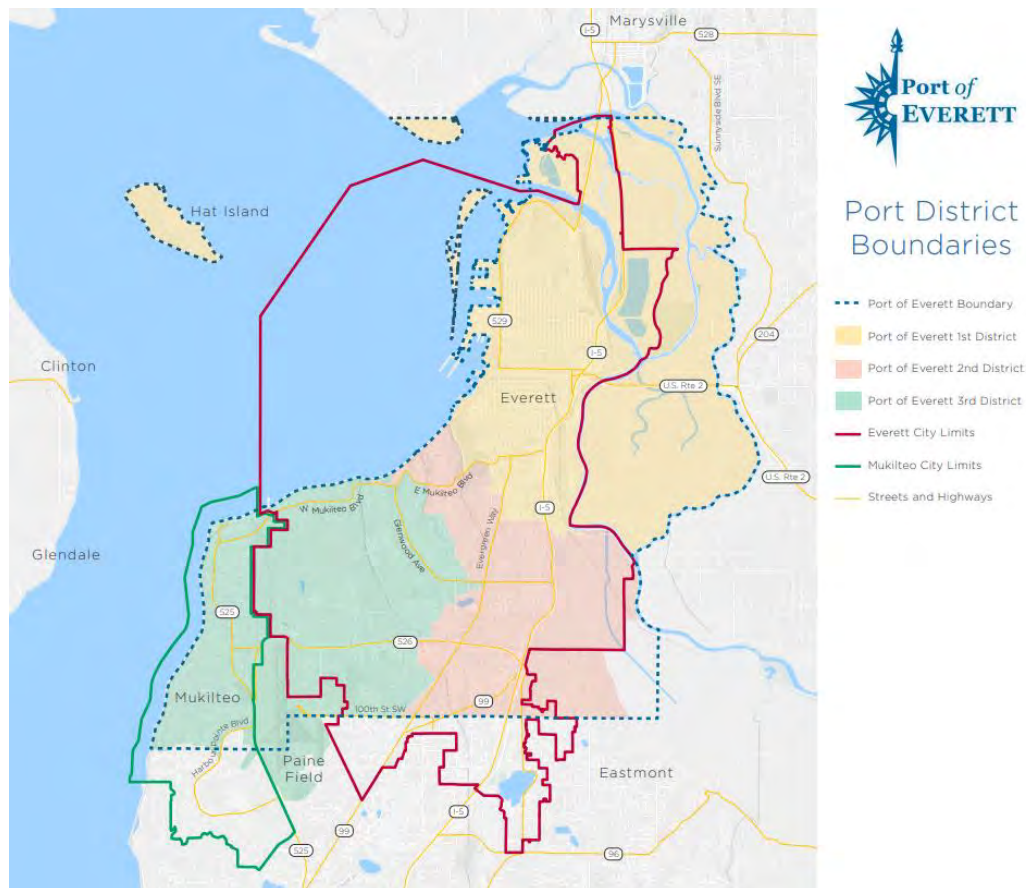 Marysville
I-5
528
Sunnyside Blvd SE
Port of
EVERETT
Port District
Boundaries
Hat Island
529
204
Clinton
I-5
U.S. Rte 2
Everett
Port of Everett Boundary
Port of Everett 1st District
Port of Everett 2nd District
Port of Everett 3rd District
Everett City Limits
Mukilteo City Limits
Streets and Highways
U.S. Rte 2
E Mukilteo Blvd
W Mukilteo Blvd
I-5
Glenwood Ave
Evergreen Way
Glendale
525
526
Mukilteo
99
100th St SW
Harbour Pointe Blvd
Paine
Field
Eastmont
I-5
99
525
96